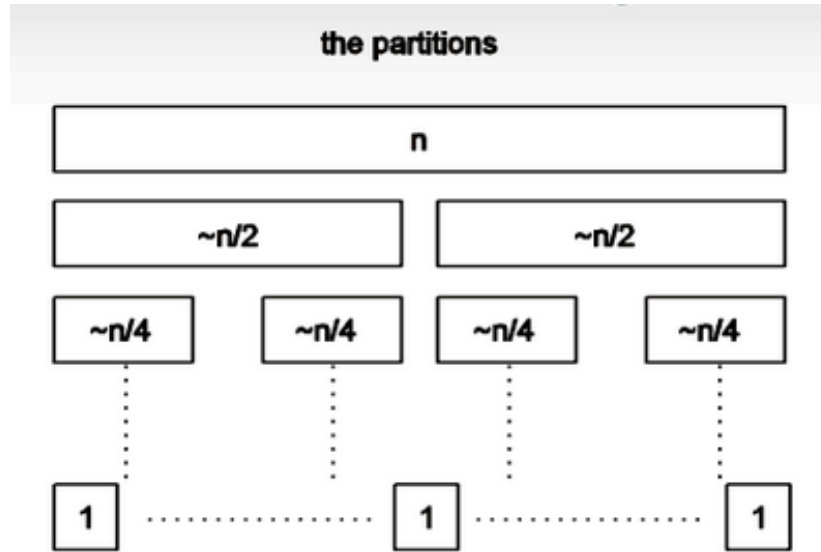 the partitions
n
~n/2 ~n/2
~n/4 ~n/4 ~n/4 ~n/4
1 1 1